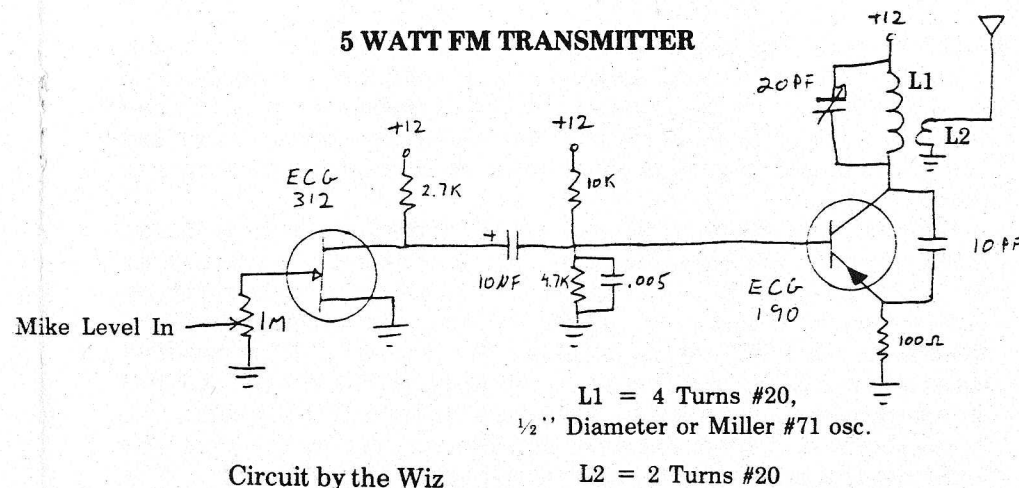 5 WATT FM TRANSMITTER
+12
20PF
L1
L2
+12
+12
ECG
312
2.7K
10K
+
10NF
4.7K
.005
10PF
ECG
190
Mike Level In
1M
100Ω
L1 = 4 Turns #20,
½'' Diameter or Miller #71 osc.
Circuit by the Wiz
L2 = 2 Turns #20